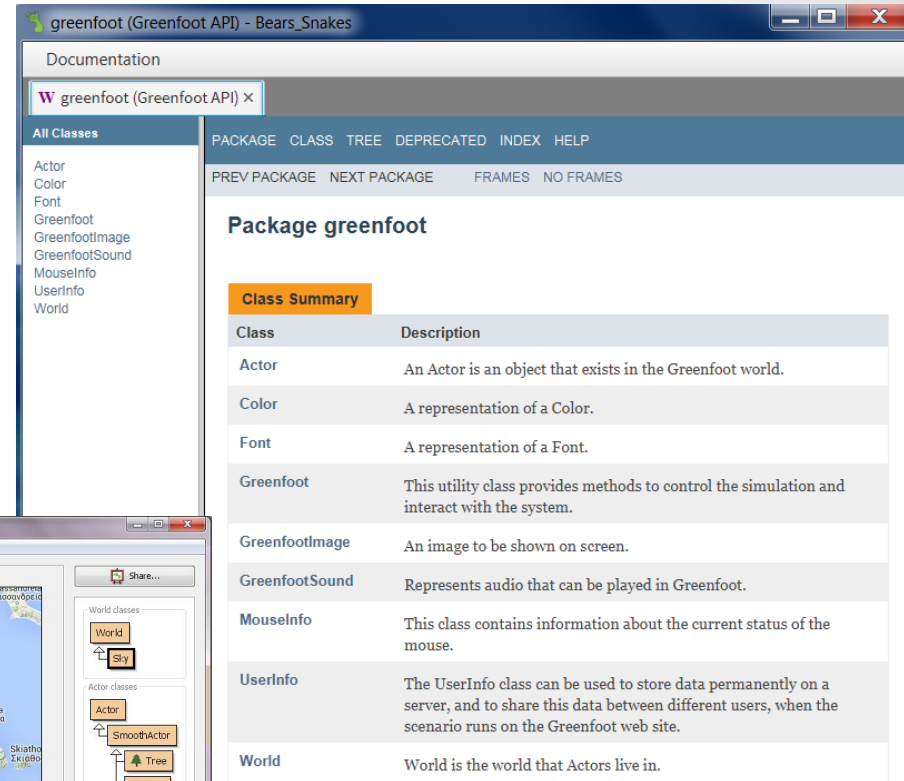 greenfoot (Greenfoot API) - Bears_Snakes
Documentation
W greenfoot (Greenfoot API) ×
All Classes
Actor
Color
Font
Greenfoot
GreenfootImage
GreenfootSound
MouseInfo
UserInfo
World
PACKAGE CLASS TREE DEPRECATED INDEX HELP
PREV PACKAGE NEXT PACKAGE FRAMES NO FRAMES
Package greenfoot
Class Summary
Class Description
Actor An Actor is an object that exists in the Greenfoot world.
Color A representation of a Color.
Font A representation of a Font.
Greenfoot This utility class provides methods to control the simulation and
interact with the system.
GreenfootImage An image to be shown on screen.
GreenfootSound Represents audio that can be played in Greenfoot.
MouseInfo This class contains information about the current status of the
mouse.
UserInfo The UserInfo class can be used to store data permanently on a
server, and to share this data between different users, when the
scenario runs on the Greenfoot web site.
World World is the world that Actors live in.
Share...
World classes
World
Sky
Actor classes
Actor
SmoothActor
Tree
Skiatho
Σκιάθο